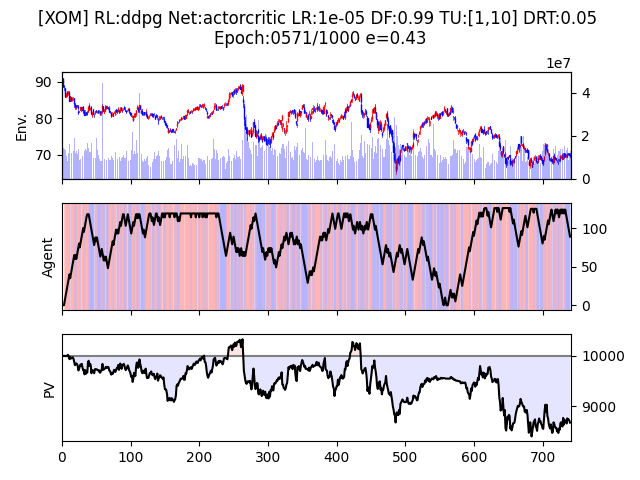 [XOM] RL:ddpg Net:actorcritic LR:1e-05 DF:0.99 TU:[1,10] DRT:0.05
Epoch:0571/1000 e=0.43
1e7
90
80
70
Env.
4
2
0
Agent
100
50
0
PV
10000
9000
0 100 200 300 400 500 600 700